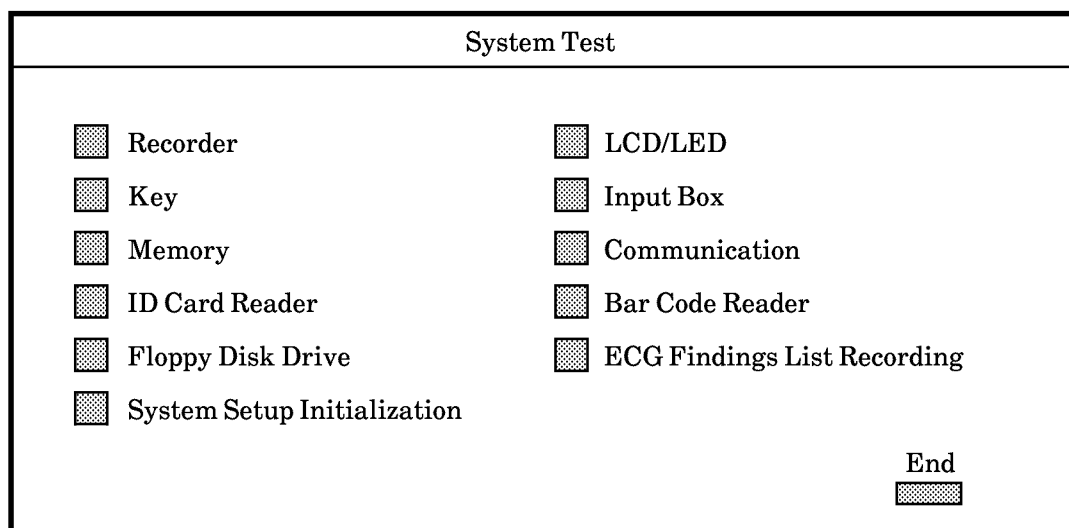 System Test
Recorder
Key
Memory
ID Card Reader
Floppy Disk Drive
System Setup Initialization
LCD/LED
Input Box
Communication
Bar Code Reader
ECG Findings List Recording
End